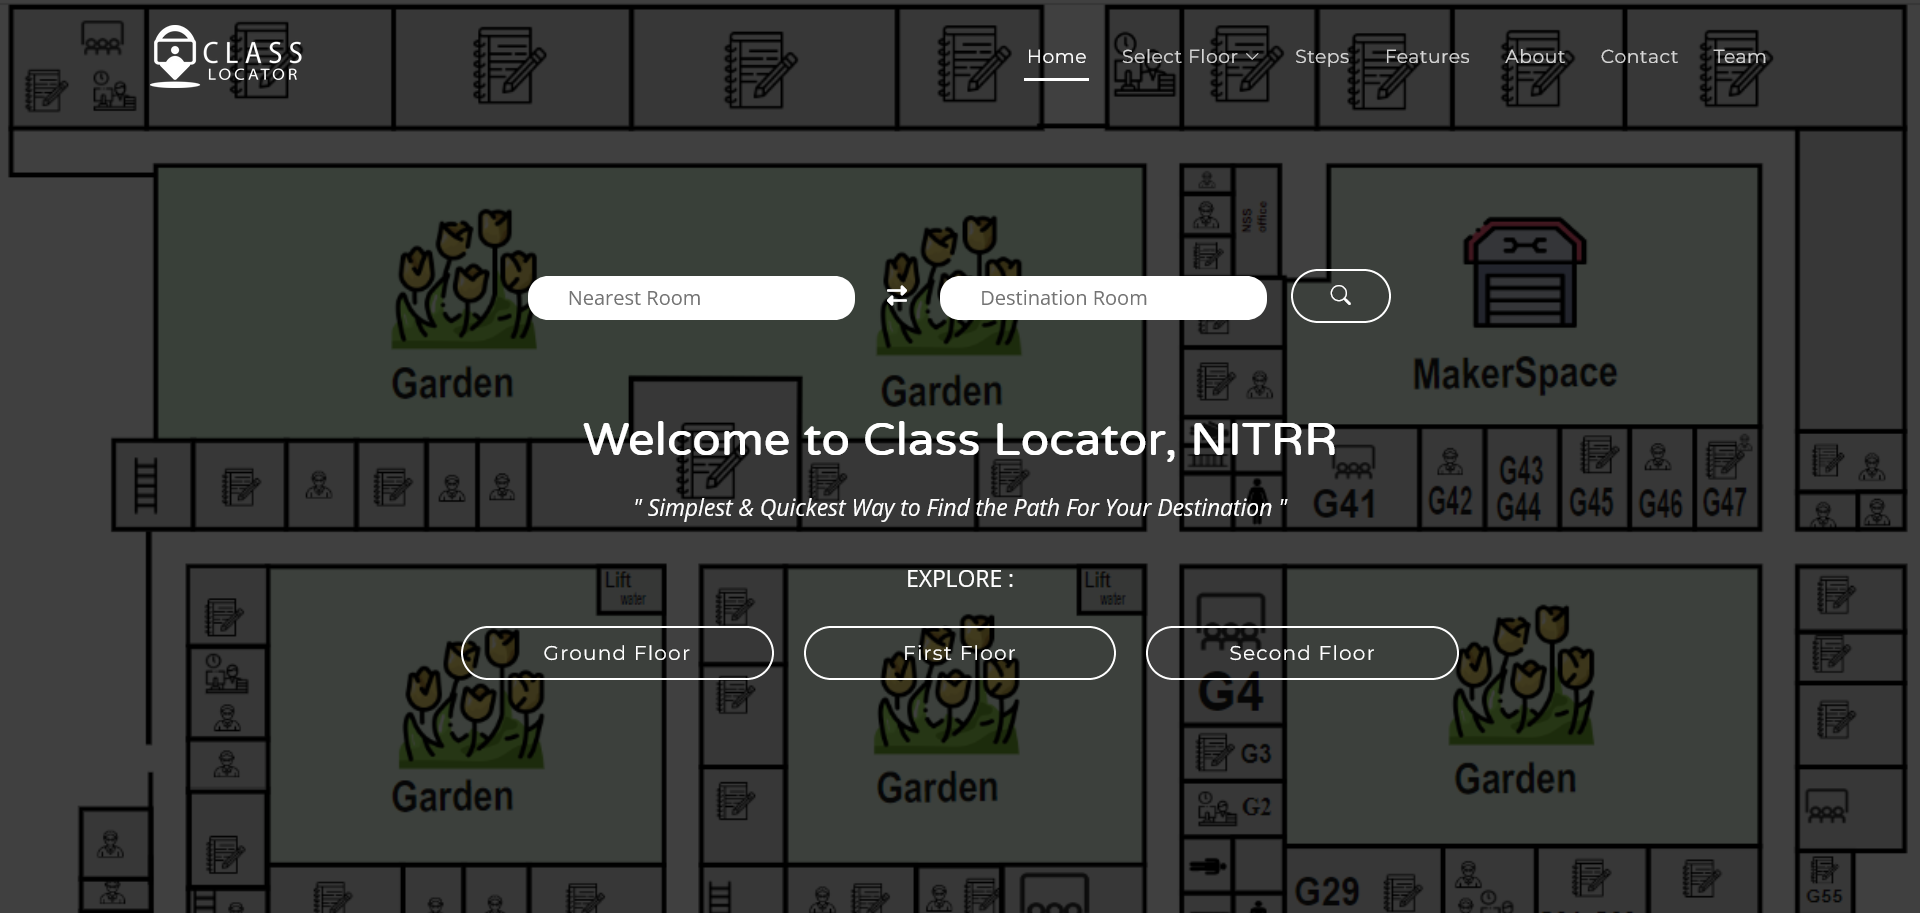 CLASS
LOCATOR
Home Select Floor Steps Features About Contact Team
NSS
office
Nearest Room
Destination Room
Garden
Garden
MakerSpace
Welcome to Class Locator, NITRR
G41
G42
G43
G44
G45
G46
G47
" Simplest & Quickest Way to Find the Path For Your Destination "
EXPLORE :
Lift
water
Lift
water
Ground Floor
First Floor
Second Floor
G4
G3
G2
Garden
Garden
Garden
G29
G55